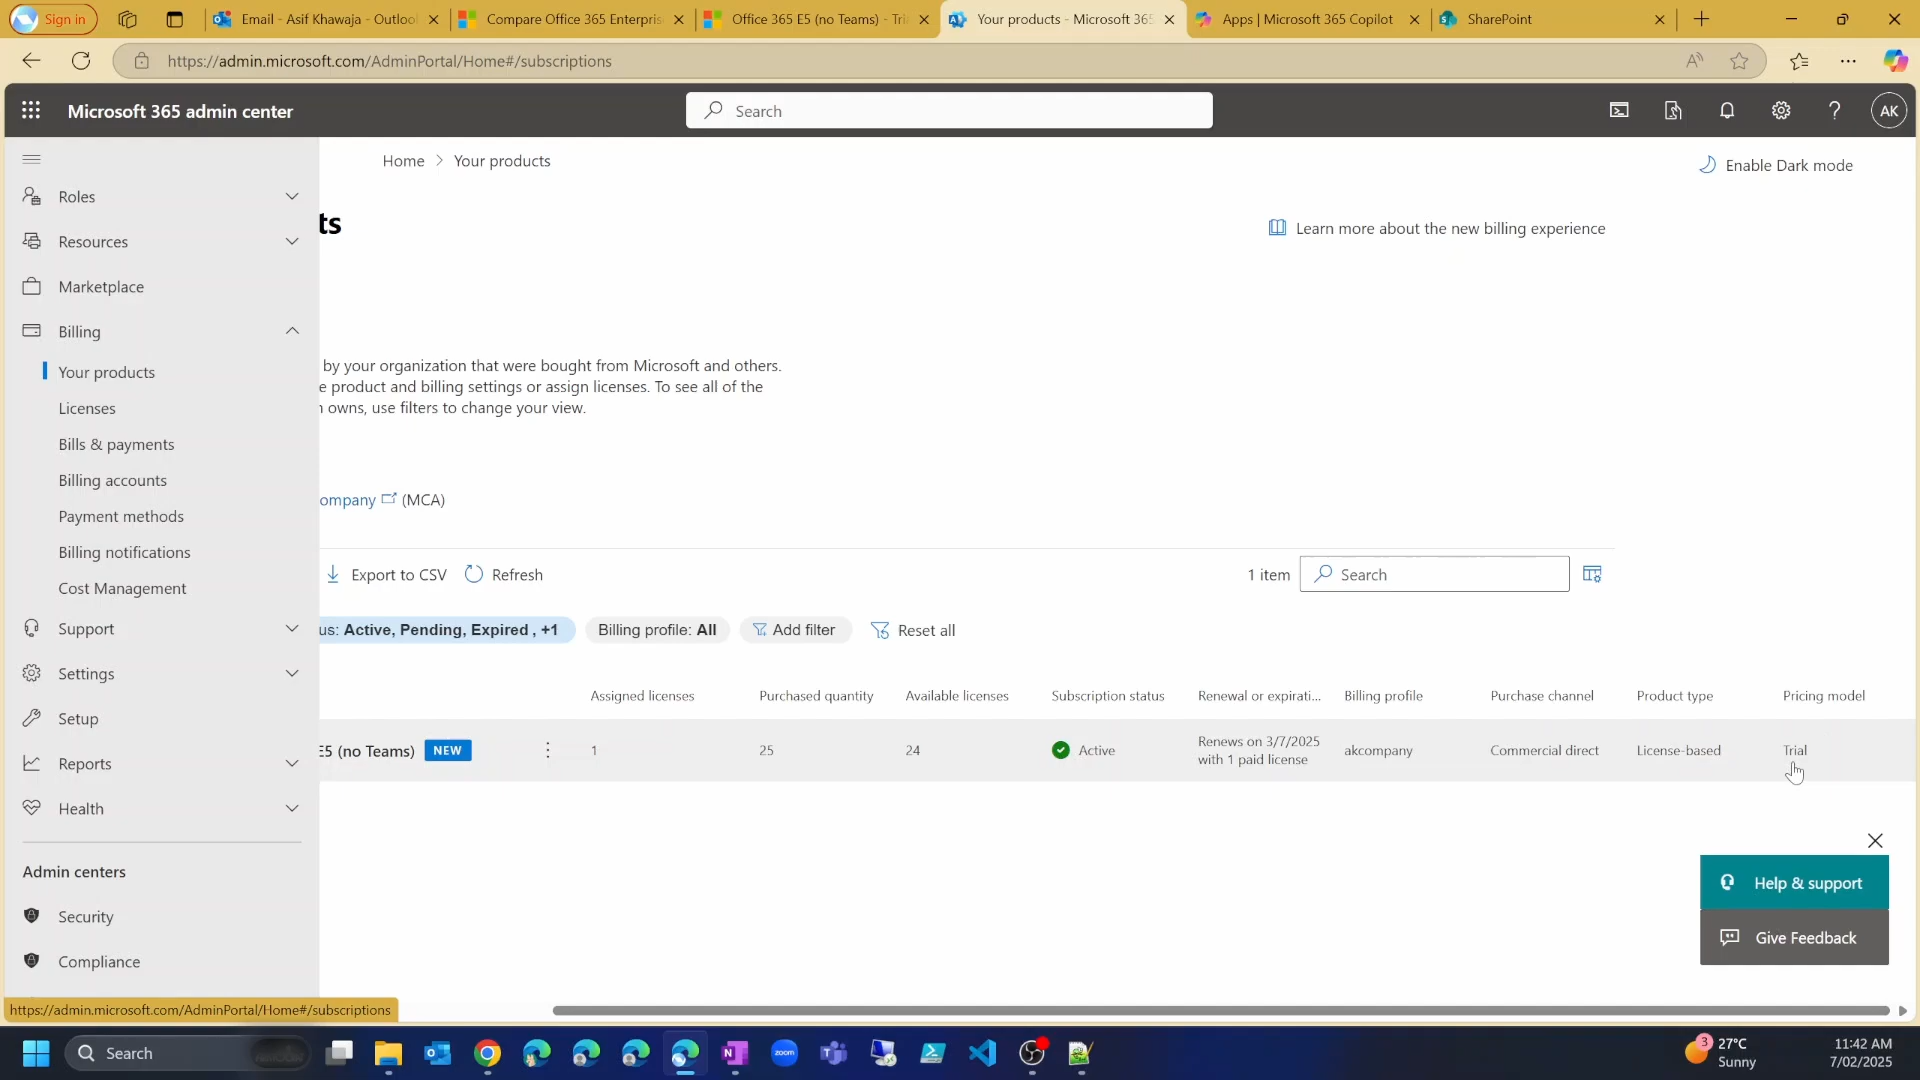 Sign in
Email - Asif Khawaja - Outlool
Compare Office 365 Enterpris
Office 365 E5 (no Teams) - Tri
Your products - Microsoft 365
Apps | Microsoft 365 Copilot
SharePoint
https://admin.microsoft.com/AdminPortal/Home#/subscriptions
Microsoft 365 admin center
Search
AK
Home > Your products
Enable Dark mode
Roles
ts
Learn more about the new billing experience
Resources
Marketplace
Billing
Your products
by your organization that were bought from Microsoft and others.
e product and billing settings or assign licenses. To see all of the
n owns, use filters to change your view.
Licenses
Bills & payments
Billing accounts
ompany (MCA)
Payment methods
Billing notifications
Cost Management
Export to CSV
Refresh
1 item
Search
Support
us: Active, Pending, Expired , +1
Billing profile: All
Add filter
Reset all
Settings
Setup
Reports
Health
Assigned licenses
Purchased quantity
Available licenses
Subscription status
Renewal or expirati...
Billing profile
Purchase channel
Product type
Pricing model
E5 (no Teams)
NEW
1
25
24
Active
Renews on 3/7/2025
with 1 paid license
akcompany
Commercial direct
License-based
Trial
Admin centers
Security
Compliance
Help & support
Give Feedback
https://admin.microsoft.com/AdminPortal/Home#/subscriptions
Search
zoom
3
27°C
Sunny
11:42 AM
7/02/2025